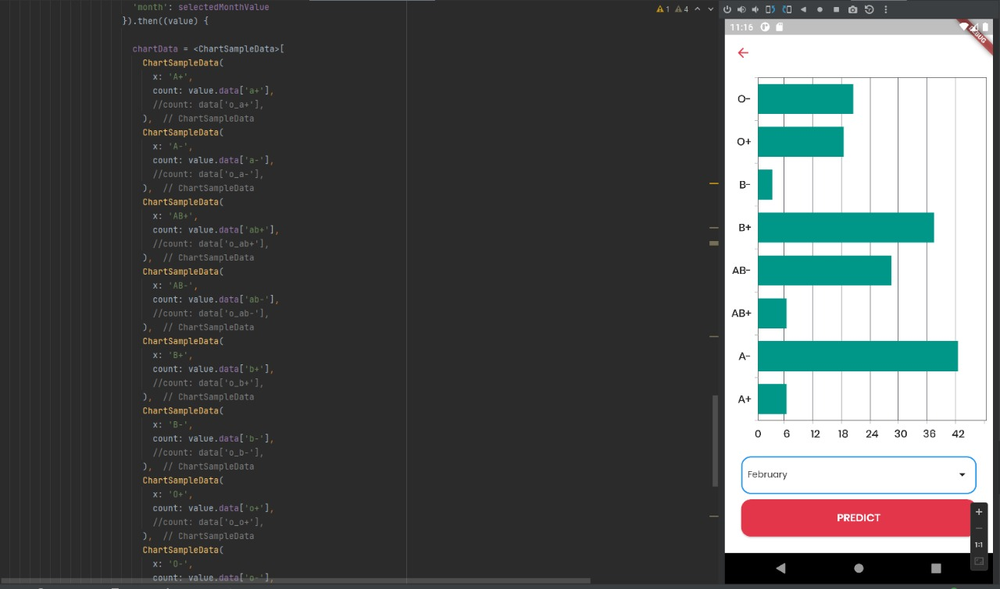 'month': selectedMonthValue
}).then((value) {
chartData = <ChartSampleData>[
ChartSampleData(
x: 'A+',
count: value.data['a+'],
//count: data['o_a+'],
), // ChartSampleData
ChartSampleData(
x: 'A-',
count: value.data['a-'],
//count: data['o_a-'],
), // ChartSampleData
ChartSampleData(
x: 'AB+',
count: value.data['ab+'],
//count: data['o_ab+'],
), // ChartSampleData
ChartSampleData(
x: 'AB-',
count: value.data['ab-'],
//count: data['o_ab-'],
), // ChartSampleData
ChartSampleData(
x: 'B+',
count: value.data['b+'],
//count: data['o_b+'],
), // ChartSampleData
ChartSampleData(
x: 'B-',
count: value.data['b-'],
//count: data['o_b-'],
), // ChartSampleData
ChartSampleData(
x: 'O+',
count: value.data['o+'],
//count: data['o_o+'],
), // ChartSampleData
ChartSampleData(
x: 'O-',
count: value.data['o-'],
1 4
11:16
DEBUG
O-
O+
B-
B+
AB-
AB+
A-
A+
0 6 12 18 24 30 36 42
February
PREDICT
1:1